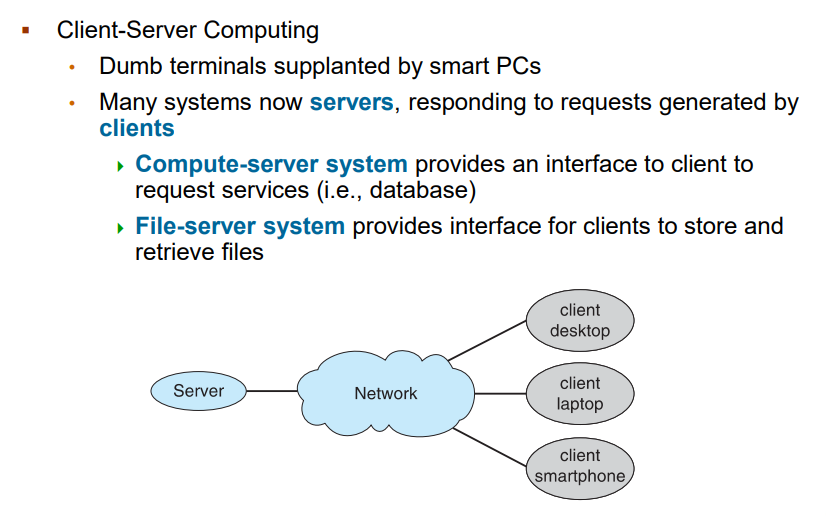 Client-Server Computing
Dumb terminals supplanted by smart PCs
Many systems now servers, responding to requests generated by
clients
Compute-server system provides an interface to client to
request services (i.e., database)
File-server system provides interface for clients to store and
retrieve files
client
desktop
Server
Network
client
laptop
client
smartphone